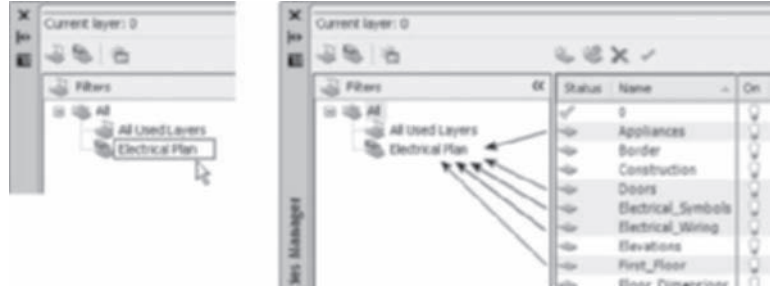 Current layer: 0
Filters
All
All Used Layers
Electrical Plan
Current layer: 0
Filters
All
All Used Layers
Electrical Plan
Status Name On
0
Appliances
Border
Construction
Doors
Electrical_Symbols
Electrical_Wiring
Elevations
First_Floor
Floor_Dimensions
Manager